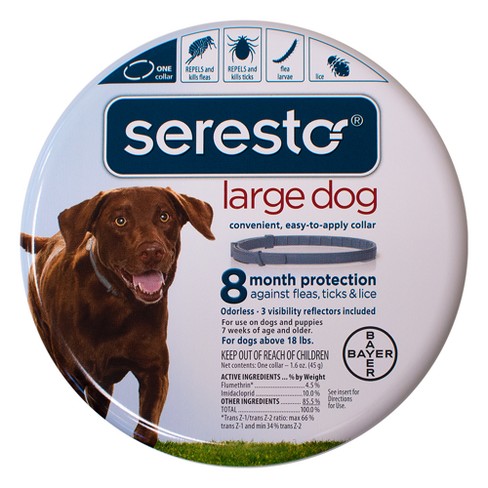 ONE
collar
REPELS and
kills fleas
REPELS and
kills ticks
flea
larvae
lice
seresto®
large dog
convenient, easy-to-apply collar
8 month protection
against fleas, ticks & lice
Odorless · 3 visibility reflectors included
For use on dogs and puppies
7 weeks of age and older.
For dogs above 18 lbs.
KEEP OUT OF REACH OF CHILDREN
Net contents: One collar – 1.6 oz. (45 g)
BAYER
BAYER
ACTIVE INGREDIENTS ... % by Weight
Flumethrin* 4.5%
Imidacloprid 10.0%
OTHER INGREDIENTS 85.5%
TOTAL 100.0%
*Trans Z-1/trans Z-2 ratio: max 66%
trans Z-1 and min 34% trans Z-2
See insert for
Directions
for Use.